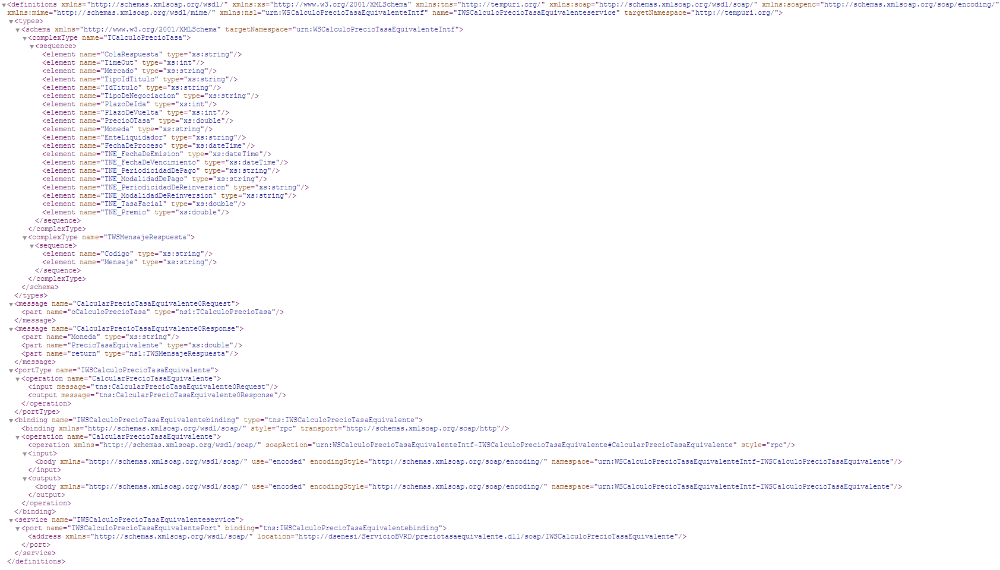 <definitions xmlns="http://schemas.xmlsoap.org/wsdl/" xmlns:xs="http://www.w3.org/2001/XMLSchema" xmlns:tns="http://tempuri.org/" xmlns:soap="http://schemas.xmlsoap.org/wsdl/soap/" xmlns:soapenc="http://schemas.xmlsoap.org/soap/encoding/"
xmlns:mime="http://schemas.xmlsoap.org/wsdl/mime/" xmlns:ns1="urn:WSCalculoPrecioTasaEquivalenteIntf" name="IWSCalculoPrecioTasaEquivalenteservice" targetNamespace="http://tempuri.org/">
<types>
<schema xmlns="http://www.w3.org/2001/XMLSchema" targetNamespace="urn:WSCalculoPrecioTasaEquivalenteIntf">
<complexType name="TCalculoPrecioTasa">
<sequence>
<element name="ColaRespuesta" type="xs:string"/>
<element name="TimeOut" type="xs:int"/>
<element name="Mercado" type="xs:string"/>
<element name="TipoIdTitulo" type="xs:string"/>
<element name="IdTitulo" type="xs:string"/>
<element name="TipoDeNegociacion" type="xs:string"/>
<element name="PlazoDeIda" type="xs:int"/>
<element name="PlazoDeVuelta" type="xs:int"/>
<element name="PrecioOTasa" type="xs:double"/>
<element name="Moneda" type="xs:string"/>
<element name="EnteLiquidador" type="xs:string"/>
<element name="FechaDeProceso" type="xs:dateTime"/>
<element name="TNE_FechaDeEmision" type="xs:dateTime"/>
<element name="TNE_FechaDeVencimiento" type="xs:dateTime"/>
<element name="TNE_PeriodicidadDePago" type="xs:string"/>
<element name="TNE_ModalidadDePago" type="xs:string"/>
<element name="TNE_PeriodicidadDeReinversion" type="xs:string"/>
<element name="TNE_ModalidadDeReinversion" type="xs:string"/>
<element name="TNE_TasaFacial" type="xs:double"/>
<element name="TNE_Premio" type="xs:double"/>
</sequence>
</complexType>
<complexType name="TWSMensajeRespuesta">
<sequence>
<element name="Codigo" type="xs:string"/>
<element name="Mensaje" type="xs:string"/>
</sequence>
</complexType>
</schema>
</types>
<message name="CalcularPrecioTasaEquivalente0Request">
<part name="oCalculoPrecioTasa" type="ns1:TCalculoPrecioTasa"/>
</message>
<message name="CalcularPrecioTasaEquivalente0Response">
<part name="Moneda" type="xs:string"/>
<part name="PrecioTasaEquivalente" type="xs:double"/>
<part name="return" type="ns1:TWSMensajeRespuesta"/>
</message>
<portType name="IWSCalculoPrecioTasaEquivalente">
<operation name="CalcularPrecioTasaEquivalente">
<input message="tns:CalcularPrecioTasaEquivalente0Request"/>
<output message="tns:CalcularPrecioTasaEquivalente0Response"/>
</operation>
</portType>
<binding name="IWSCalculoPrecioTasaEquivalentebinding" type="tns:IWSCalculoPrecioTasaEquivalente">
<binding xmlns="http://schemas.xmlsoap.org/wsdl/soap/" style="rpc" transport="http://schemas.xmlsoap.org/soap/http"/>
<operation name="CalcularPrecioTasaEquivalente">
<operation xmlns="http://schemas.xmlsoap.org/wsdl/soap/" soapAction="urn:WSCalculoPrecioTasaEquivalenteIntf-IWSCalculoPrecioTasaEquivalente#CalcularPrecioTasaEquivalente" style="rpc"/>
<input>
<body xmlns="http://schemas.xmlsoap.org/wsdl/soap/" use="encoded" encodingStyle="http://schemas.xmlsoap.org/soap/encoding/" namespace="urn:WSCalculoPrecioTasaEquivalenteIntf-IWSCalculoPrecioTasaEquivalente"/>
</input>
<output>
<body xmlns="http://schemas.xmlsoap.org/wsdl/soap/" use="encoded" encodingStyle="http://schemas.xmlsoap.org/soap/encoding/" namespace="urn:WSCalculoPrecioTasaEquivalenteIntf-IWSCalculoPrecioTasaEquivalente"/>
</output>
</operation>
</binding>
<service name="IWSCalculoPrecioTasaEquivalenteservice">
<port name="IWSCalculoPrecioTasaEquivalentePort" binding="tns:IWSCalculoPrecioTasaEquivalentebinding">
<address xmlns="http://schemas.xmlsoap.org/wsdl/soap/" location="http://dsenesi/ServicioBVRD/preciotasaequivalente.dll/soap/IWSCalculoPrecioTasaEquivalente"/>
</port>
</service>
</definitions>